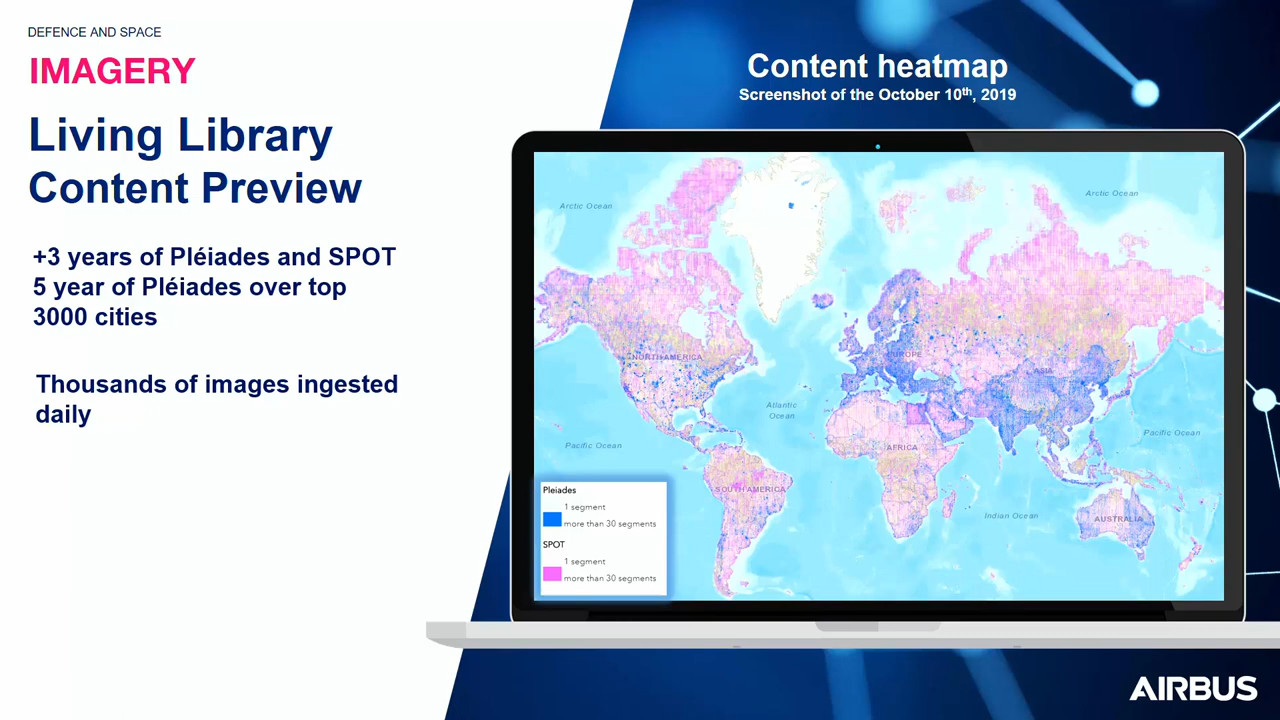 DEFENCE AND SPACE
IMAGERY
Living Library
Content Preview
+3 years of Pléiades and SPOT
5 year of Pléiades over top
3000 cities
Thousands of images ingested
daily
Content heatmap
Screenshot of the October 10th, 2019
Arctic Ocean
Arctic Ocean
NORTH AMERICA
EUROPE
ASIA
Atlantic
Ocean
Pacific Ocean
Pacific Ocean
AFRICA
SOUTH AMERICA
Indian Ocean
AUSTRALIA
Pleiades
1 segment
more than 30 segments
SPOT
1 segment
more than 30 segments
AIRBUS